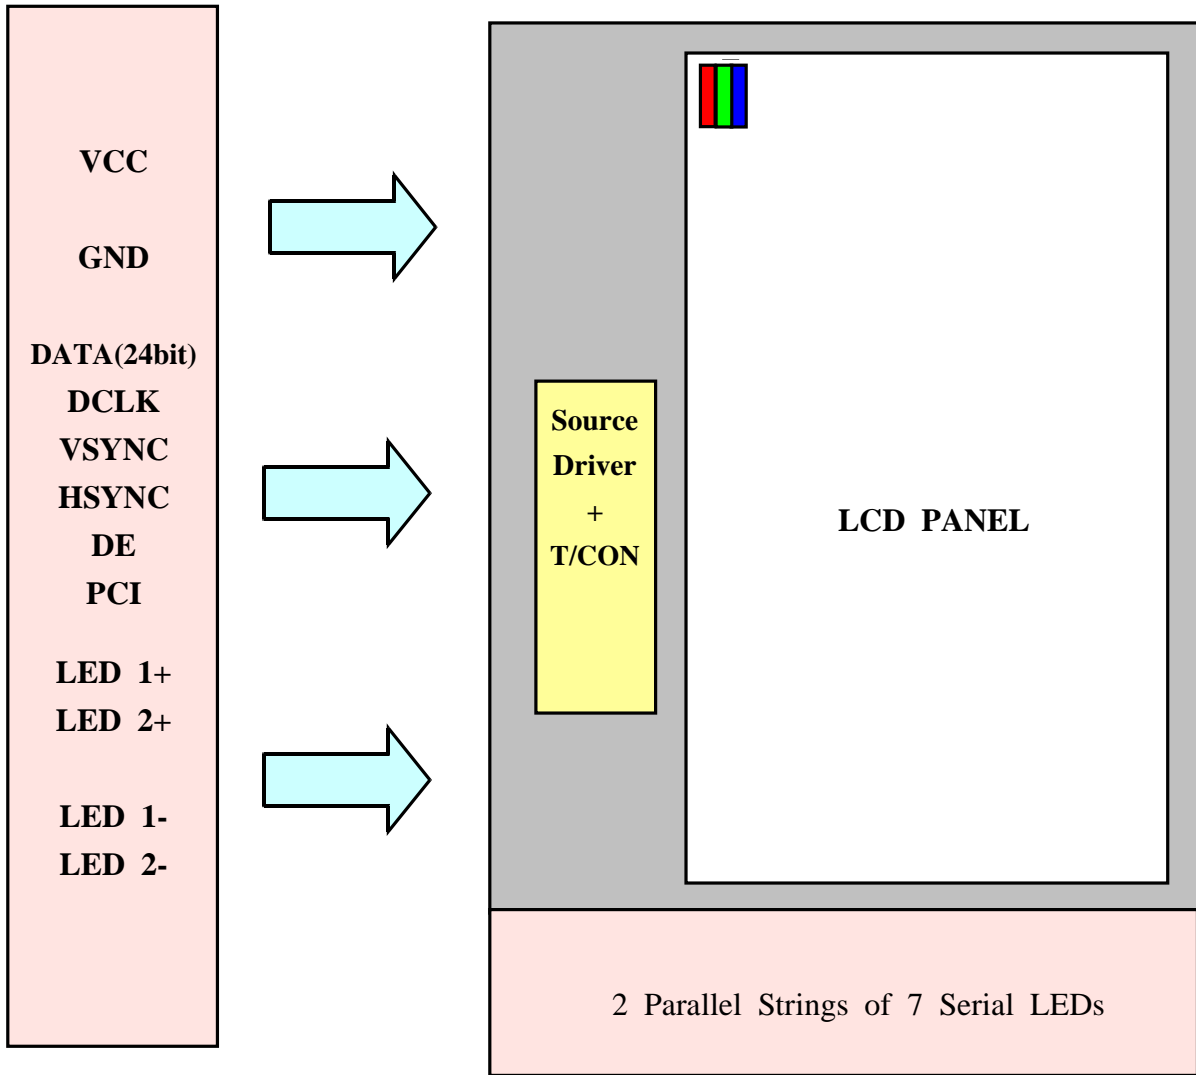 VCC
GND
DATA(24bit)
DCLK
VSYNC
HSYNC
DE
PCI
LED 1+
LED 2+
LED 1-
LED 2-
Source
Driver
+
T/CON
LCD PANEL
2 Parallel Strings of 7 Serial LEDs